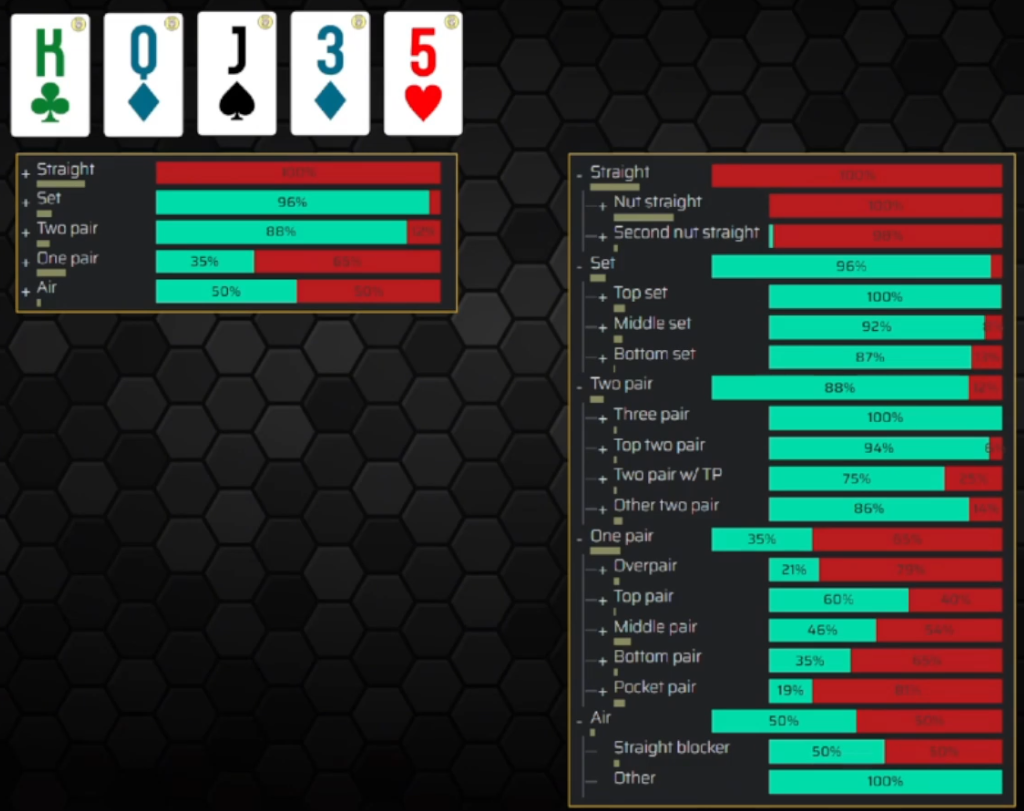 K Q J 3 5
Straight 100%
Set 96%
Two pair 88% 12%
One pair 35% 65%
Air 50% 50%
Straight 100%
Nut straight 100%
Second nut straight 98%
Set 96%
Top set 100%
Middle set 92%
Bottom set 87% 13%
Two pair 88% 12%
Three pair 100%
Top two pair 94%
Two pair w/ TP 75% 25%
Other two pair 86% 14%
One pair 35% 65%
Overpair 21% 79%
Top pair 60% 40%
Middle pair 46% 54%
Bottom pair 35% 65%
Pocket pair 19% 81%
Air 50% 50%
Straight blocker 50% 50%
Other 100%